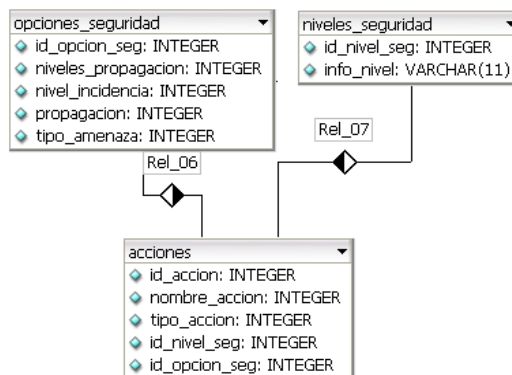 opciones_seguridad
id_opcion_seg: INTEGER
niveles_propagacion: INTEGER
nivel_incidencia: INTEGER
propagacion: INTEGER
tipo_amenaza: INTEGER
niveles_seguridad
id_nivel_seg: INTEGER
info_nivel: VARCHAR(11)
Rel_07
Rel_06
acciones
id_accion: INTEGER
nombre_accion: INTEGER
tipo_accion: INTEGER
id_nivel_seg: INTEGER
id_opcion_seg: INTEGER